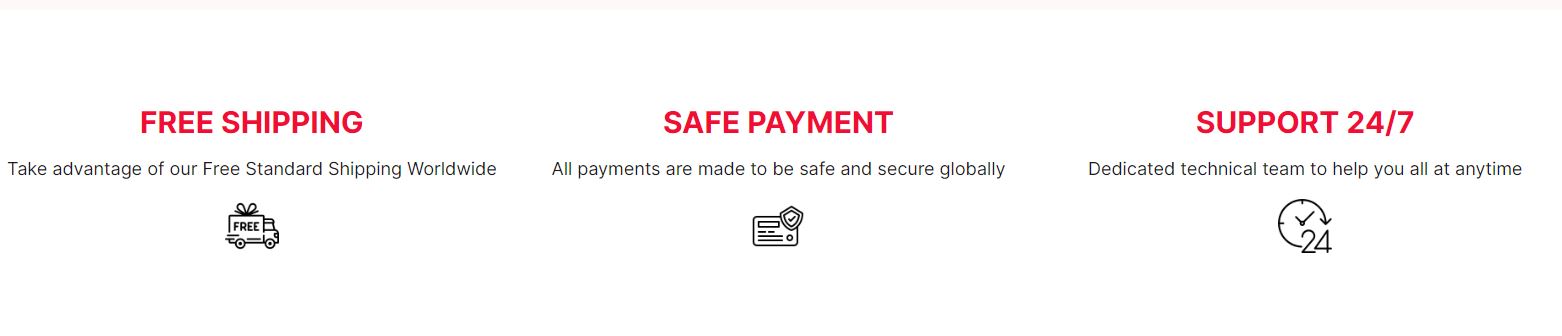 FREE SHIPPING
Take advantage of our Free Standard Shipping Worldwide
FREE
SAFE PAYMENT
All payments are made to be safe and secure globally
SUPPORT 24/7
Dedicated technical team to help you all at anytime
24